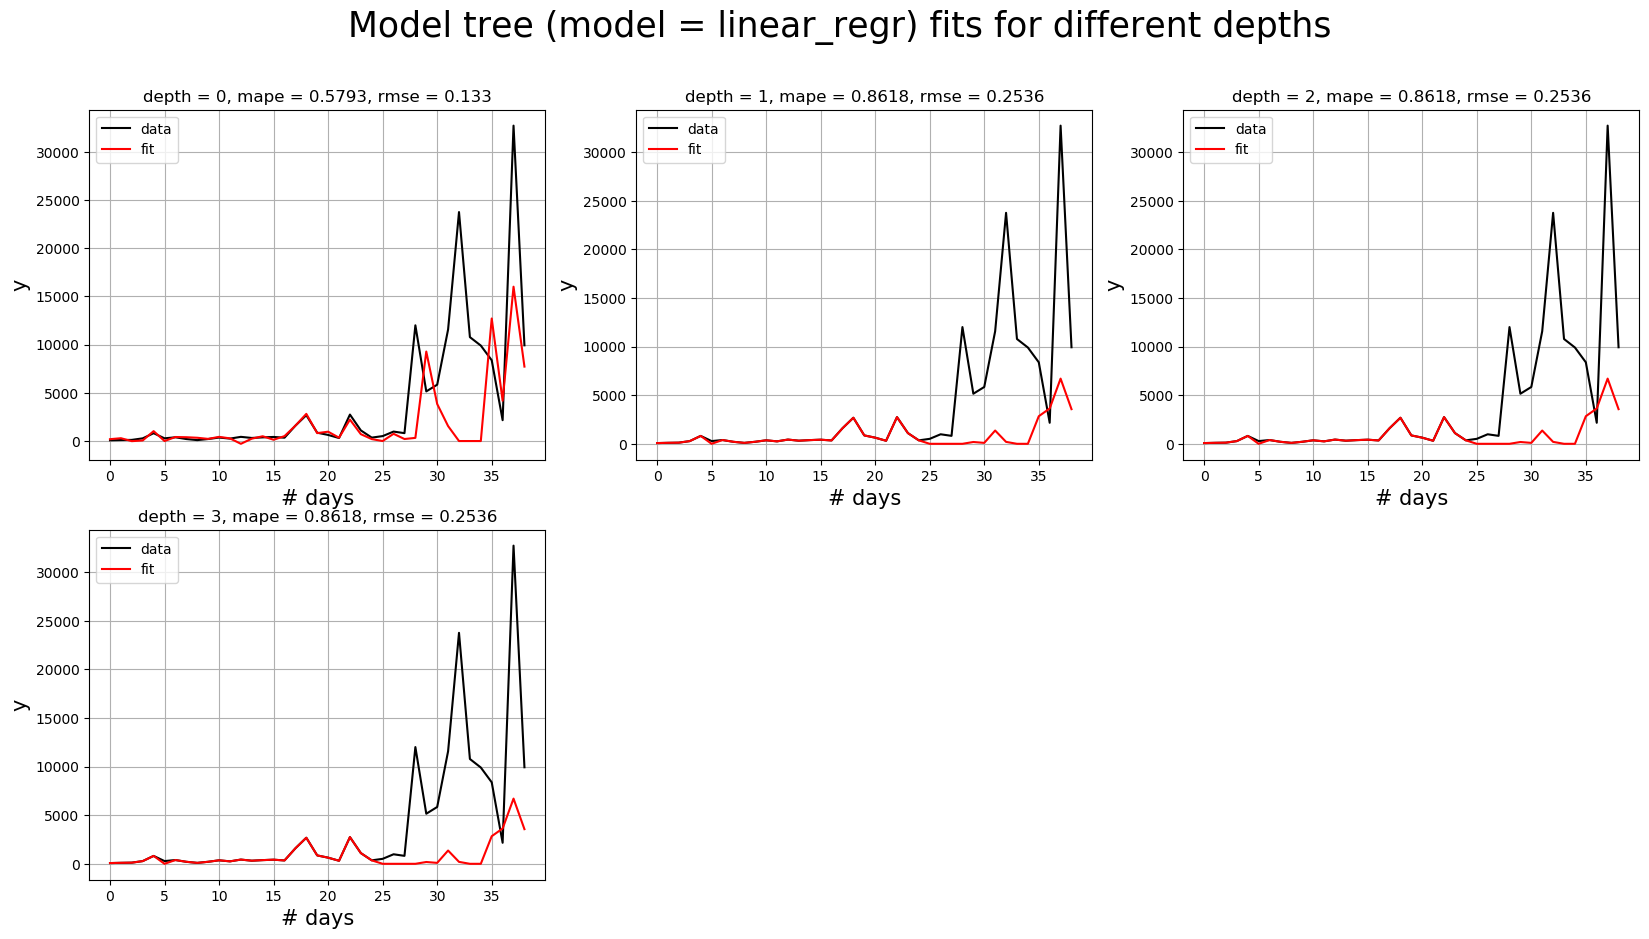 Model tree (model = linear_regr) fits for different depths
depth = 0, mape = 0.5793, rmse = 0.133
data
fit
30000
25000
20000
15000
10000
5000
0
y
0 5 10 15 20 25 30 35
# days
depth = 1, mape = 0.8618, rmse = 0.2536
data
fit
30000
25000
20000
15000
10000
5000
0
y
0 5 10 15 20 25 30 35
# days
depth = 2, mape = 0.8618, rmse = 0.2536
data
fit
30000
25000
20000
15000
10000
5000
0
y
0 5 10 15 20 25 30 35
# days
depth = 3, mape = 0.8618, rmse = 0.2536
data
fit
30000
25000
20000
15000
10000
5000
0
y
0 5 10 15 20 25 30 35
# days